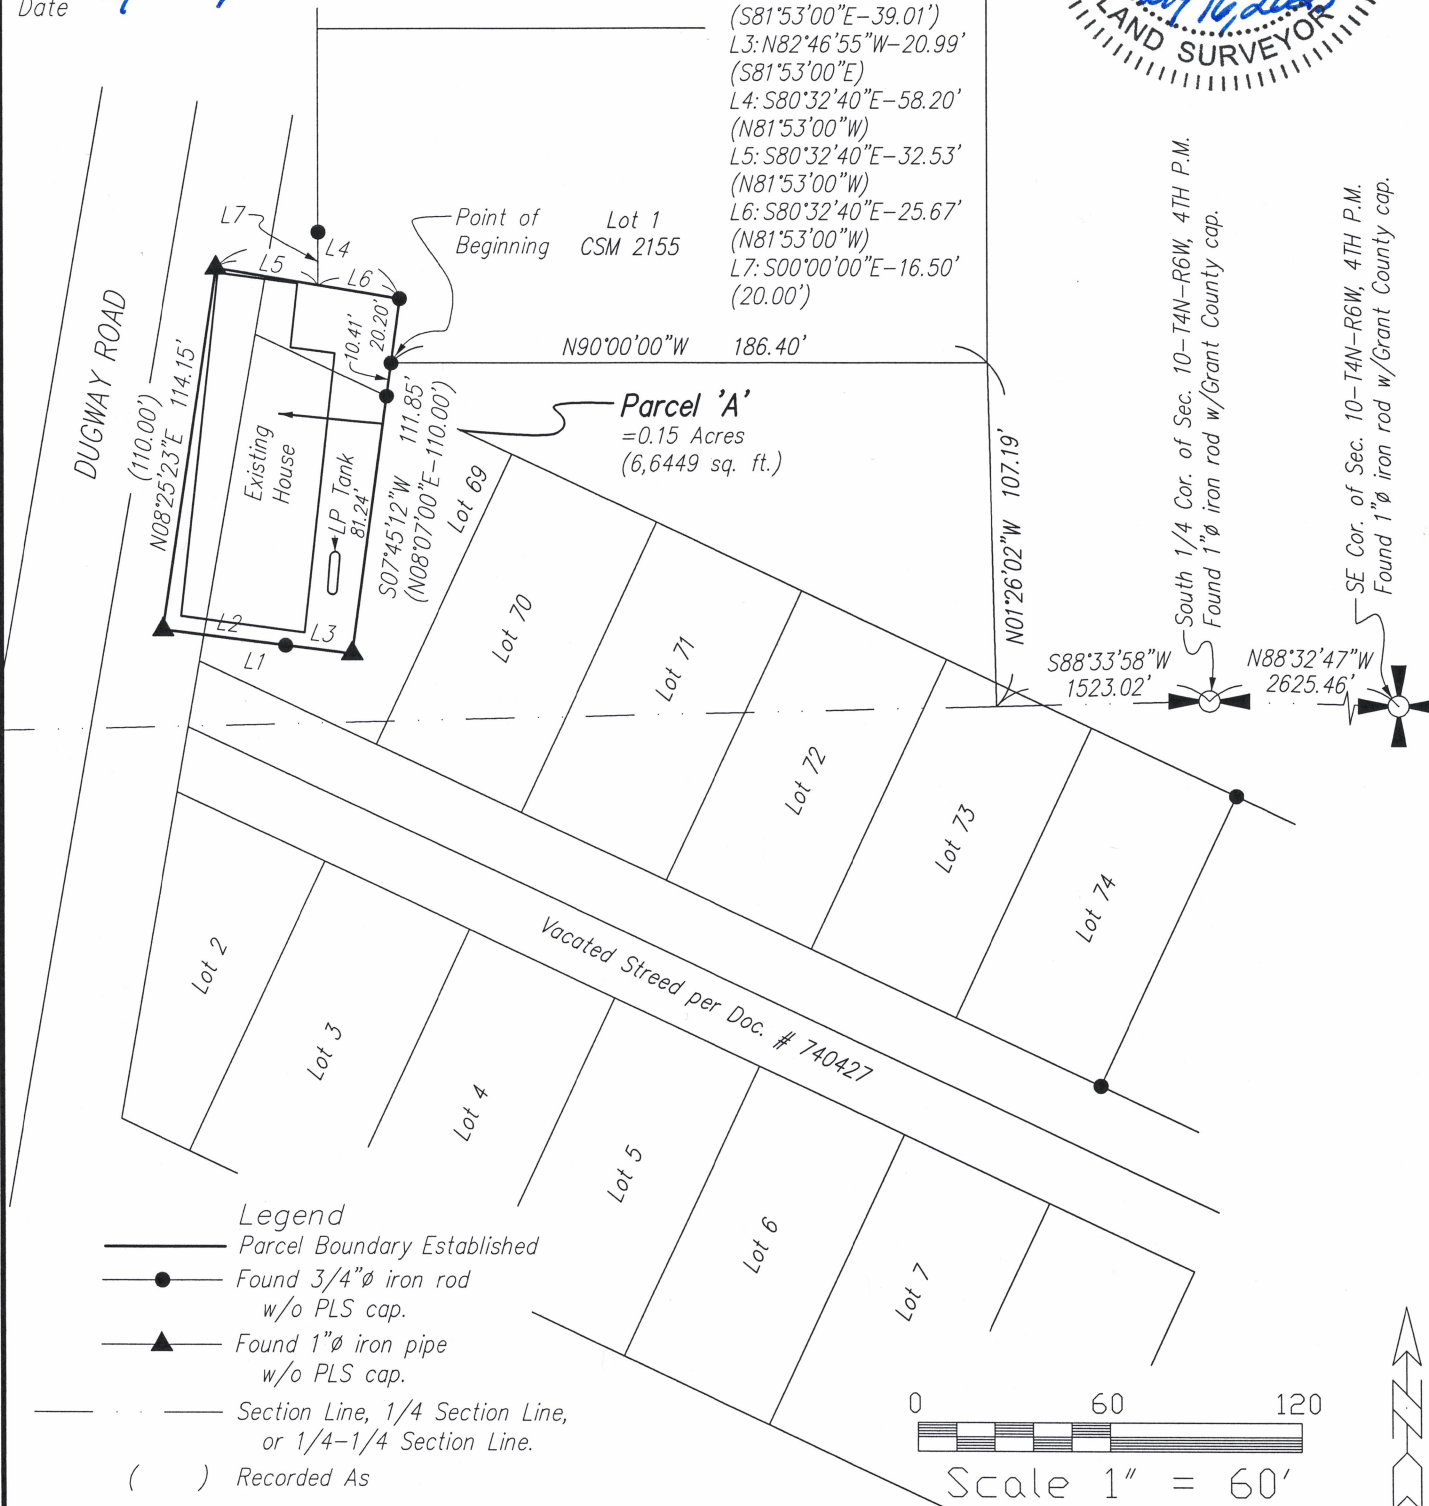 Date
(S81°53'00"E-39.01')
L3: N82°46'55"W-20.99'
(S81°53'00"E)
L4: S80°32'40"E-58.20'
(N81°53'00"W)
L5: S80°32'40"E-32.53'
(N81°53'00"W)
L6: S80°32'40"E-25.67'
(N81°53'00"W)
L7: S00°00'00"E-16.50'
(20.00')
LAND SURVEYOR
L7
L4
L5
L6
Point of
Beginning
Lot 1
CSM 2155
20.20'
10.41'
N90°00'00"W 186.40'
DUGWAY ROAD
(110.00')
N08°25'23"E 114.15'
Existing
House
LP Tank
81.24'
S07°45'12"W 111.85'
(N08°07'00"E-110.00')
Parcel 'A'
=0.15 Acres
(6,6449 sq. ft.)
N01°26'02"W 107.19'
South 1/4 Cor. of Sec. 10-T4N-R6W, 4TH P.M.
Found 1"ø iron rod w/Grant County cap.
SE Cor. of Sec. 10-T4N-R6W, 4TH P.M.
Found 1"ø iron rod w/Grant County cap.
L2
L3
L1
S88°33'58"W
1523.02'
N88°32'47"W
2625.46'
Lot 69
Lot 70
Lot 71
Lot 72
Lot 73
Lot 74
Vacated Streed per Doc. # 740427
Lot 2
Lot 3
Lot 4
Lot 5
Lot 6
Lot 7
Legend
Parcel Boundary Established
Found 3/4"ø iron rod
w/o PLS cap.
Found 1"ø iron pipe
w/o PLS cap.
Section Line, 1/4 Section Line,
or 1/4-1/4 Section Line.
( ) Recorded As
0 60 120
Scale 1" = 60'
N